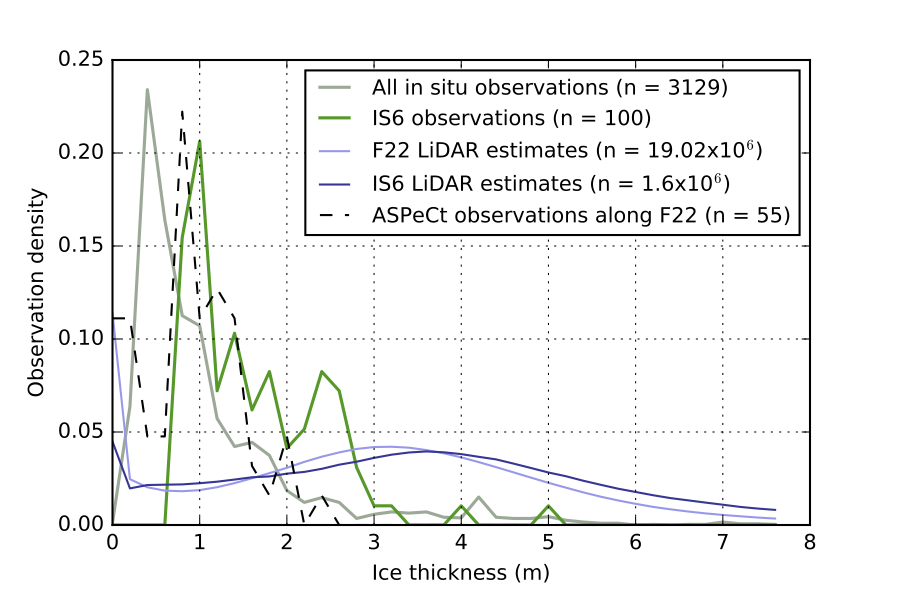 0.25
0.20
0.15
0.10
0.05
0.00
Observation density
All in situ observations (n = 3129)
IS6 observations (n = 100)
F22 LiDAR estimates (n = 19.02x10⁶)
IS6 LiDAR estimates (n = 1.6x10⁶)
ASPeCt observations along F22 (n = 55)
0 1 2 3 4 5 6 7 8
Ice thickness (m)